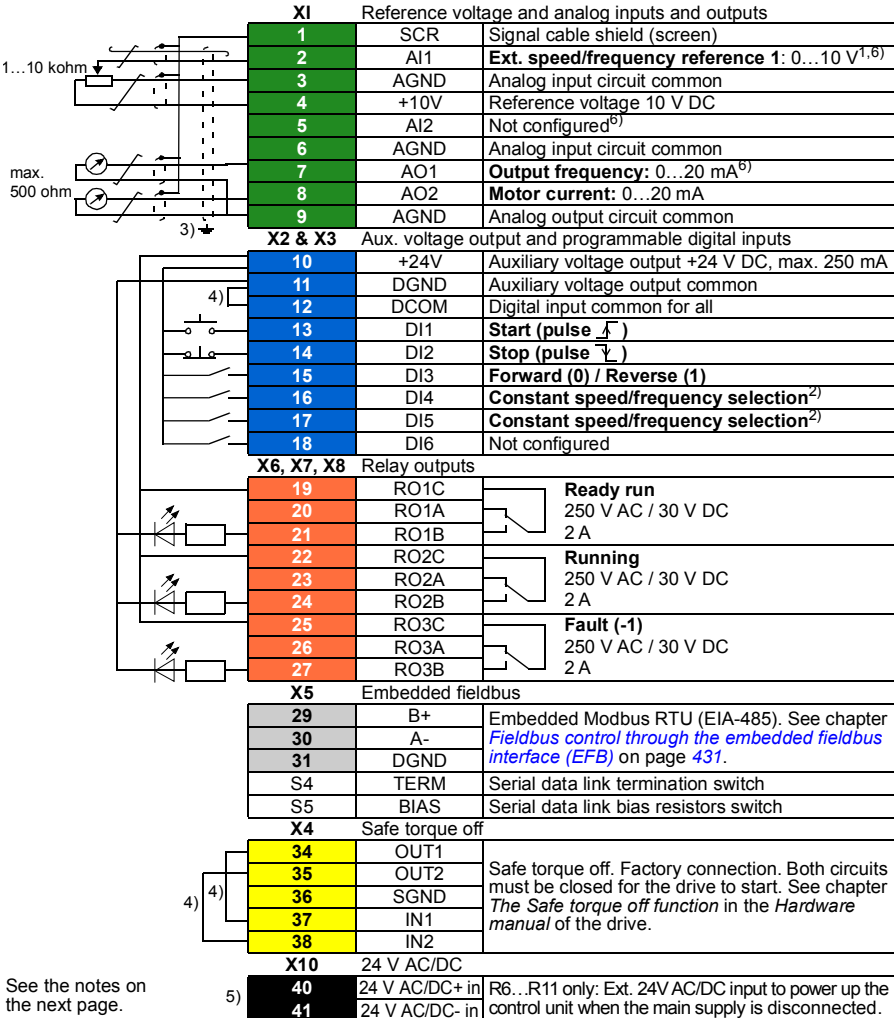 XI Reference voltage and analog inputs and outputs
1 SCR Signal cable shield (screen)
2 AI1 Ext. speed/frequency reference 1: 0…10 V1,6)
1…10 kohm
3 AGND Analog input circuit common
4 +10V Reference voltage 10 V DC
5 AI2 Not configured6)
6 AGND Analog input circuit common
7 AO1 Output frequency: 0…20 mA6)
max.
500 ohm
8 AO2 Motor current: 0…20 mA
9 AGND Analog output circuit common
3)
X2 & X3 Aux. voltage output and programmable digital inputs
10 +24V Auxiliary voltage output +24 V DC, max. 250 mA
11 DGND Auxiliary voltage output common
4)
12 DCOM Digital input common for all
13 DI1 Start (pulse )
14 DI2 Stop (pulse )
15 DI3 Forward (0) / Reverse (1)
16 DI4 Constant speed/frequency selection2)
17 DI5 Constant speed/frequency selection2)
18 DI6 Not configured
X6, X7, X8 Relay outputs
19 RO1C Ready run
20 RO1A 250 V AC / 30 V DC
21 RO1B 2 A
22 RO2C Running
23 RO2A 250 V AC / 30 V DC
24 RO2B 2 A
25 RO3C Fault (-1)
26 RO3A 250 V AC / 30 V DC
27 RO3B 2 A
X5 Embedded fieldbus
29 B+ Embedded Modbus RTU (EIA-485). See chapter
30 A- Fieldbus control through the embedded fieldbus
31 DGND interface (EFB) on page 431.
S4 TERM Serial data link termination switch
S5 BIAS Serial data link bias resistors switch
X4 Safe torque off
34 OUT1
35 OUT2 Safe torque off. Factory connection. Both circuits
36 SGND must be closed for the drive to start. See chapter
37 IN1 The Safe torque off function in the Hardware
38 IN2 manual of the drive.
4) 4)
X10 24 V AC/DC
40 24 V AC/DC+ in R6…R11 only: Ext. 24V AC/DC input to power up the
41 24 V AC/DC- in control unit when the main supply is disconnected.
5)
See the notes on
the next page.